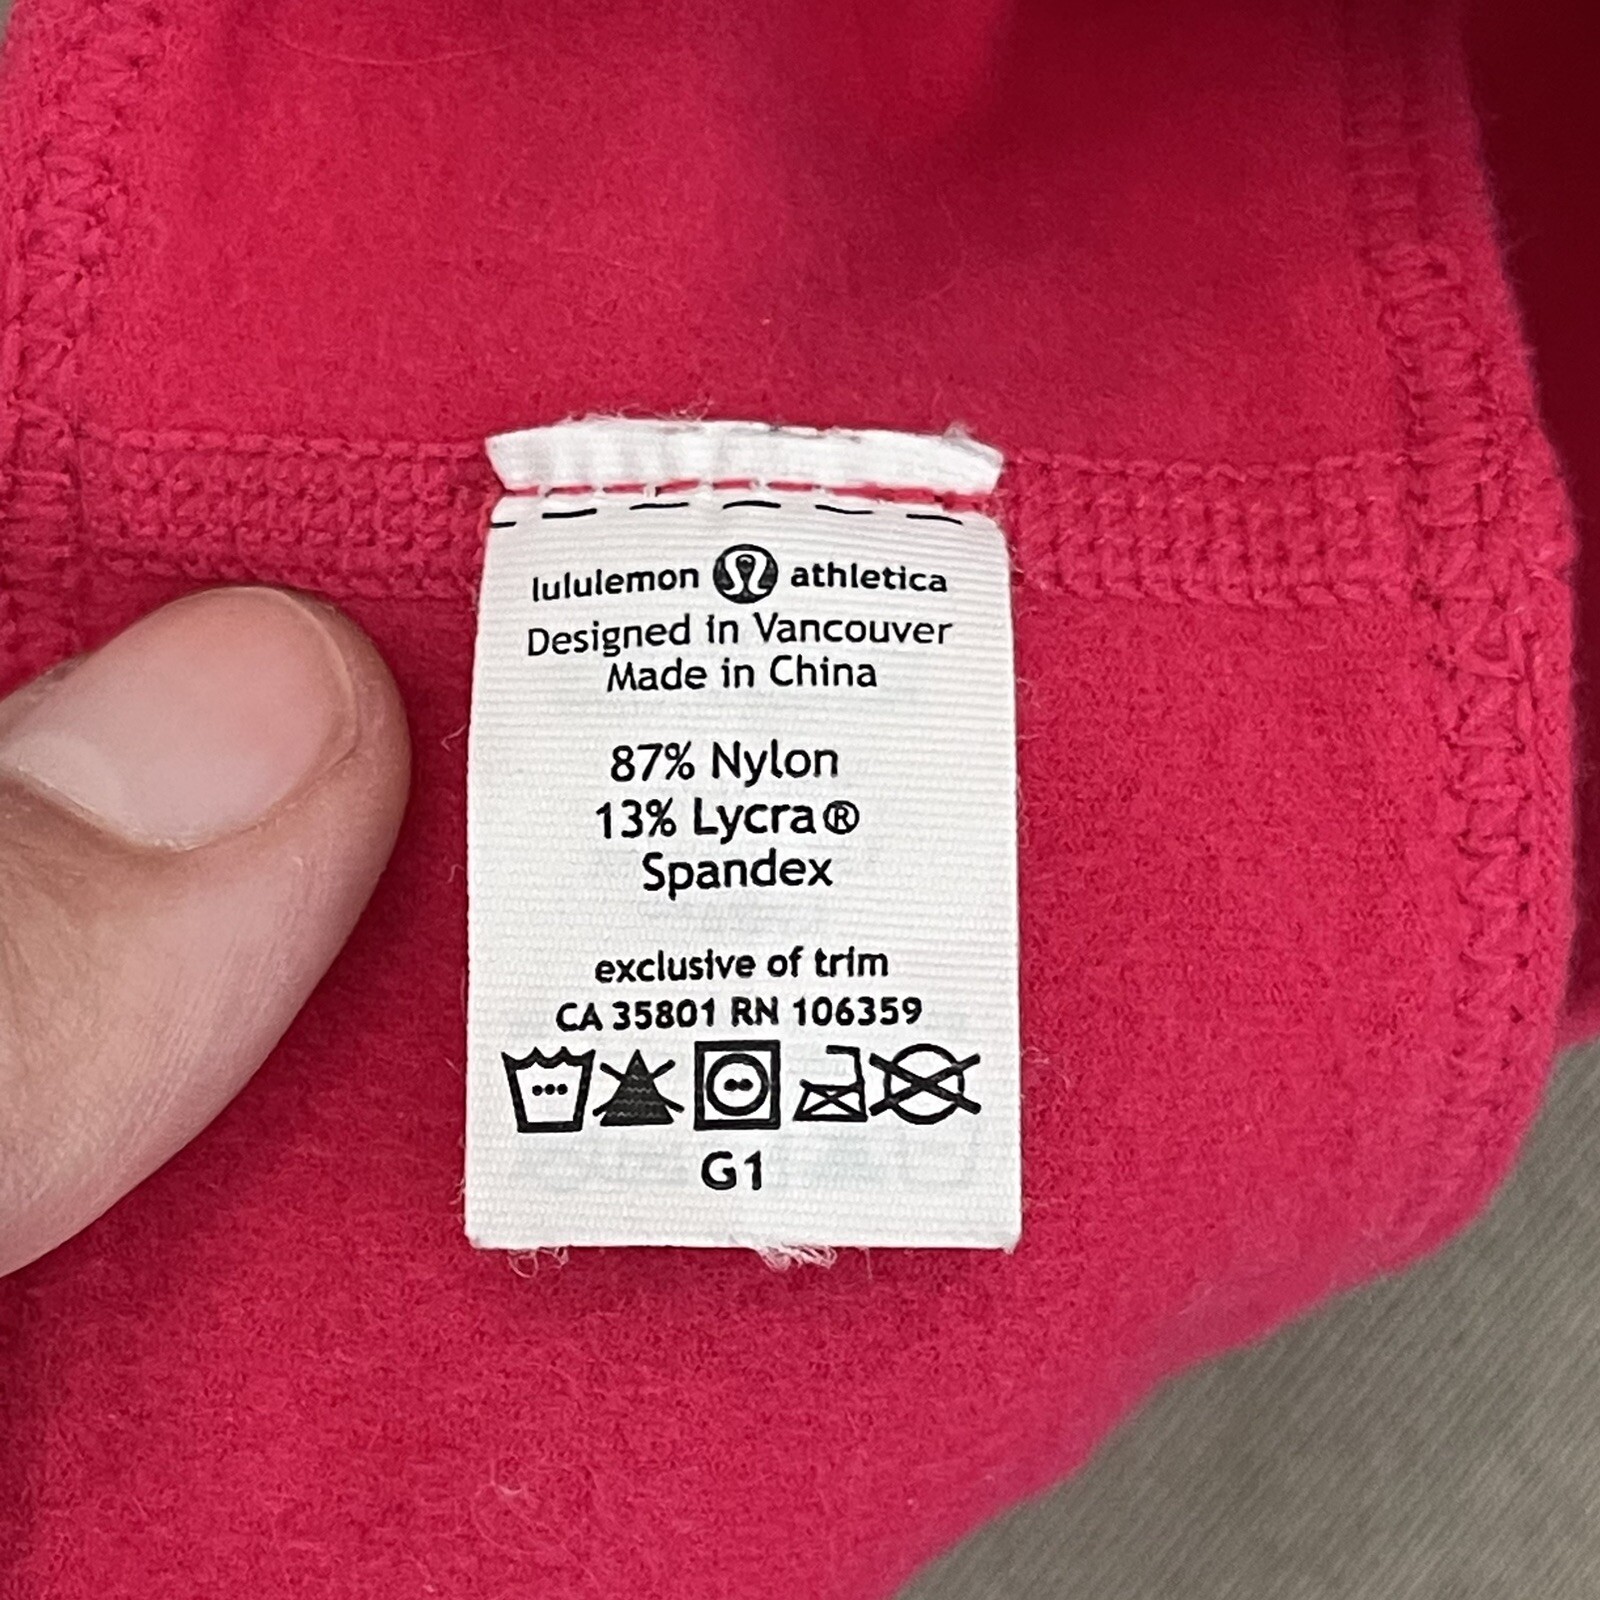 lululemon athletica
Designed in Vancouver
Made in China
87% Nylon
13% Lycra®
Spandex
exclusive of trim
CA 35801 RN 106359
G1